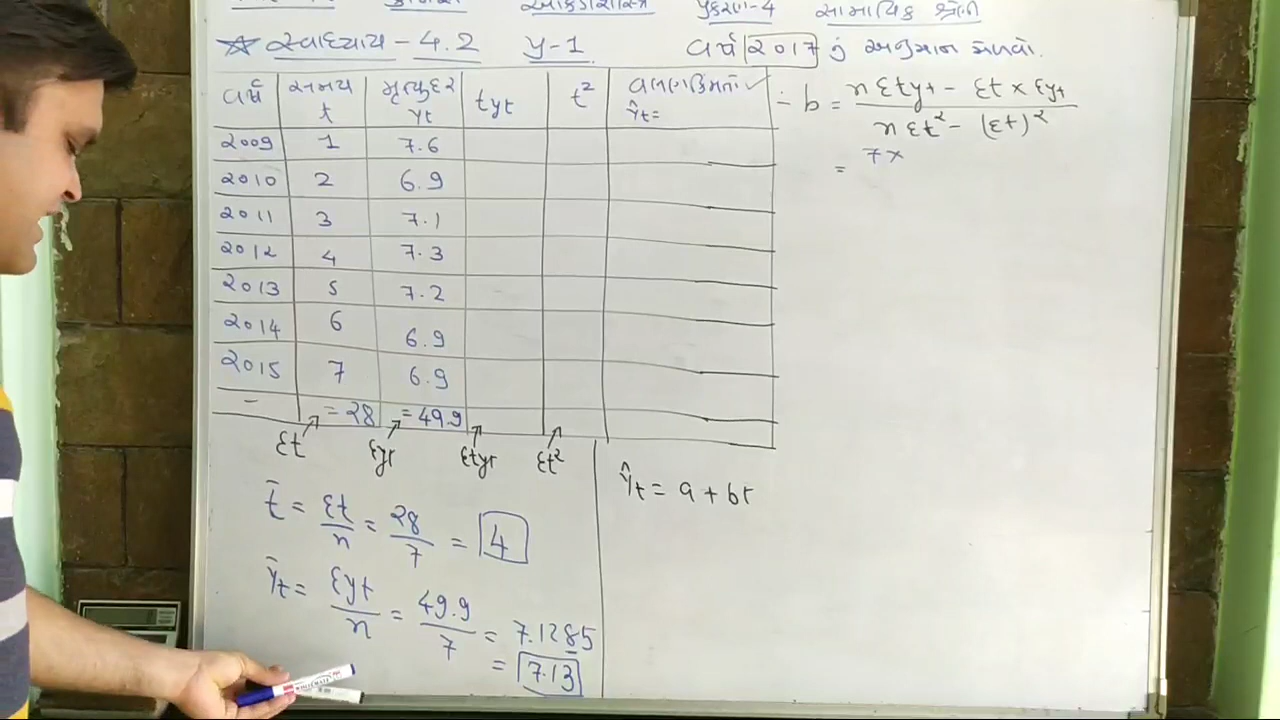 પ્રકરણ-4 સામાયિક શ્રેણી
સ્વાધ્યાય-4.2 પ્ર-1 વર્ષ 2017 નું અનુમાન મેળવો.
વર્ષ સમય t મૃત્યુદર yt tyt t² વલણકિંમતો ✓ ŷt=
2009 1 7.6
2010 2 6.9
2011 3 7.1
2012 4 7.3
2013 5 7.2
2014 6 6.9
2015 7 6.9
- = 28 = 49.9
Σt Σyt Σtyt Σt²
t̄ = Σt/n = 28/7 = 4
ȳt = Σyt/n = 49.9/7 = 7.1285
= 7.13
ŷt = a + bt
∴ b = nΣtyt - Σt × Σyt / nΣt² - (Σt)²
= 7×